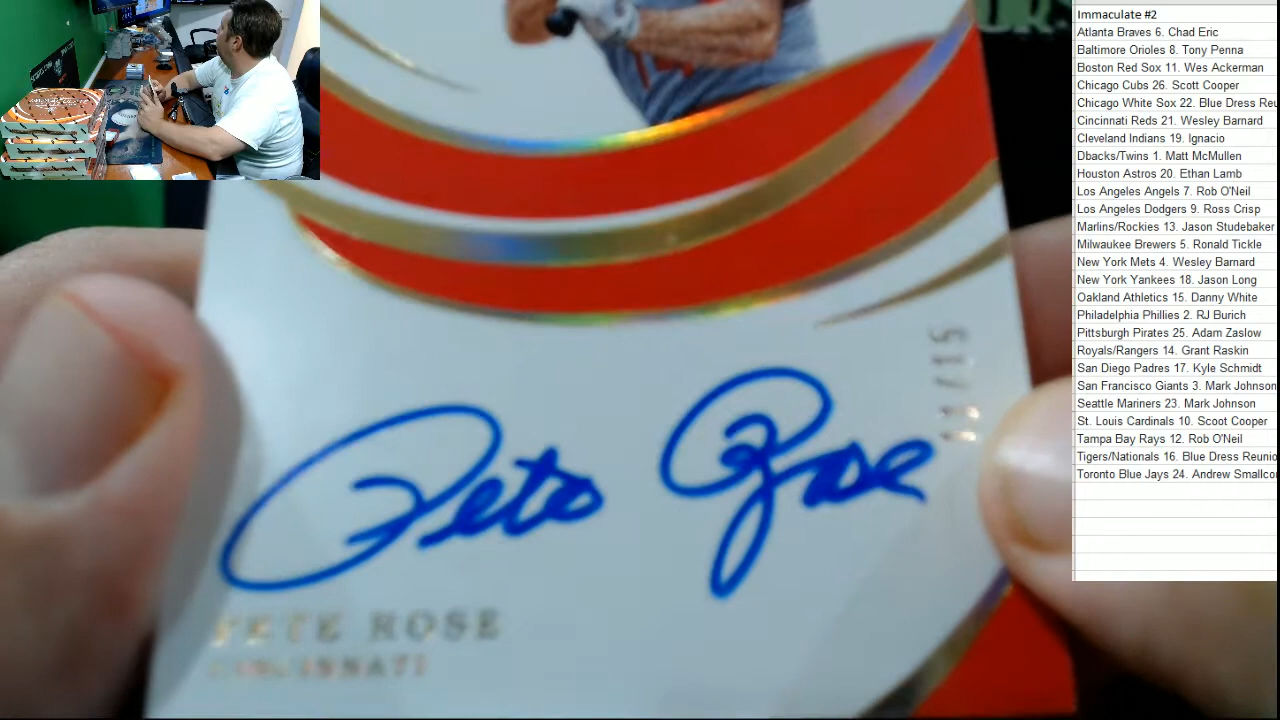 Immaculate #2
Atlanta Braves 6. Chad Eric
Baltimore Orioles 8. Tony Penna
Boston Red Sox 11. Wes Ackerman
Chicago Cubs 26. Scott Cooper
Chicago White Sox 22. Blue Dress Reu
Cincinnati Reds 21. Wesley Barnard
Cleveland Indians 19. Ignacio
Dbacks/Twins 1. Matt McMullen
Houston Astros 20. Ethan Lamb
Los Angeles Angels 7. Rob O'Neil
Los Angeles Dodgers 9. Ross Crisp
Marlins/Rockies 13. Jason Studebaker
Milwaukee Brewers 5. Ronald Tickle
New York Mets 4. Wesley Barnard
New York Yankees 18. Jason Long
Oakland Athletics 15. Danny White
Philadelphia Phillies 2. RJ Burich
Pittsburgh Pirates 25. Adam Zaslow
Royals/Rangers 14. Grant Raskin
San Diego Padres 17. Kyle Schmidt
San Francisco Giants 3. Mark Johnson
Seattle Mariners 23. Mark Johnson
St. Louis Cardinals 10. Scoot Cooper
Tampa Bay Rays 12. Rob O'Neil
Tigers/Nationals 16. Blue Dress Reunio
Toronto Blue Jays 24. Andrew Smallco
Pete Rose
PETE ROSE
CINCINNATI